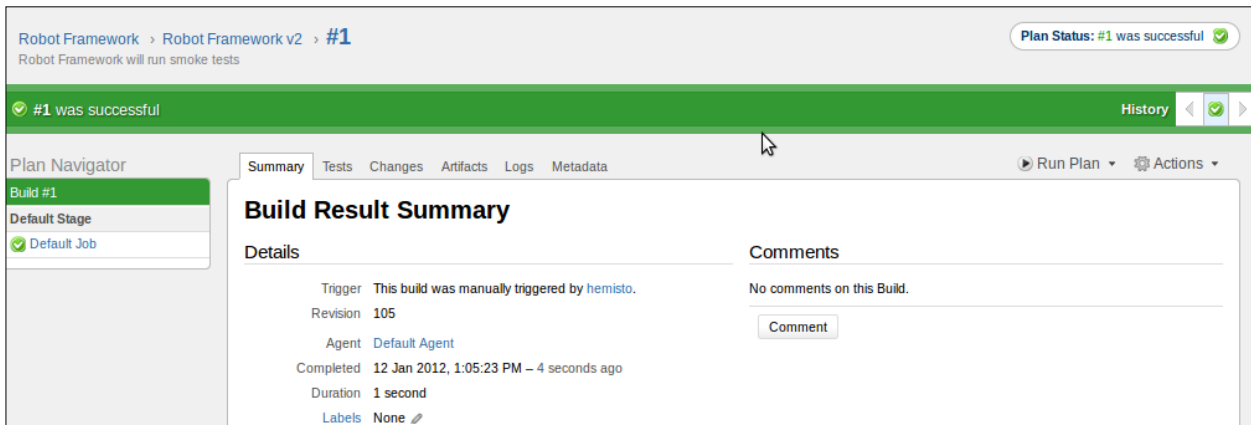 Robot Framework › Robot Framework v2 › #1
Plan Status: #1 was successful
Robot Framework will run smoke tests
#1 was successful
History
Plan Navigator
Build #1
Default Stage
Default Job
Summary Tests Changes Artifacts Logs Metadata
Run Plan Actions
Build Result Summary
Details
Trigger This build was manually triggered by hemisto.
Revision 105
Agent Default Agent
Completed 12 Jan 2012, 1:05:23 PM – 4 seconds ago
Duration 1 second
Labels None
Comments
No comments on this Build.
Comment